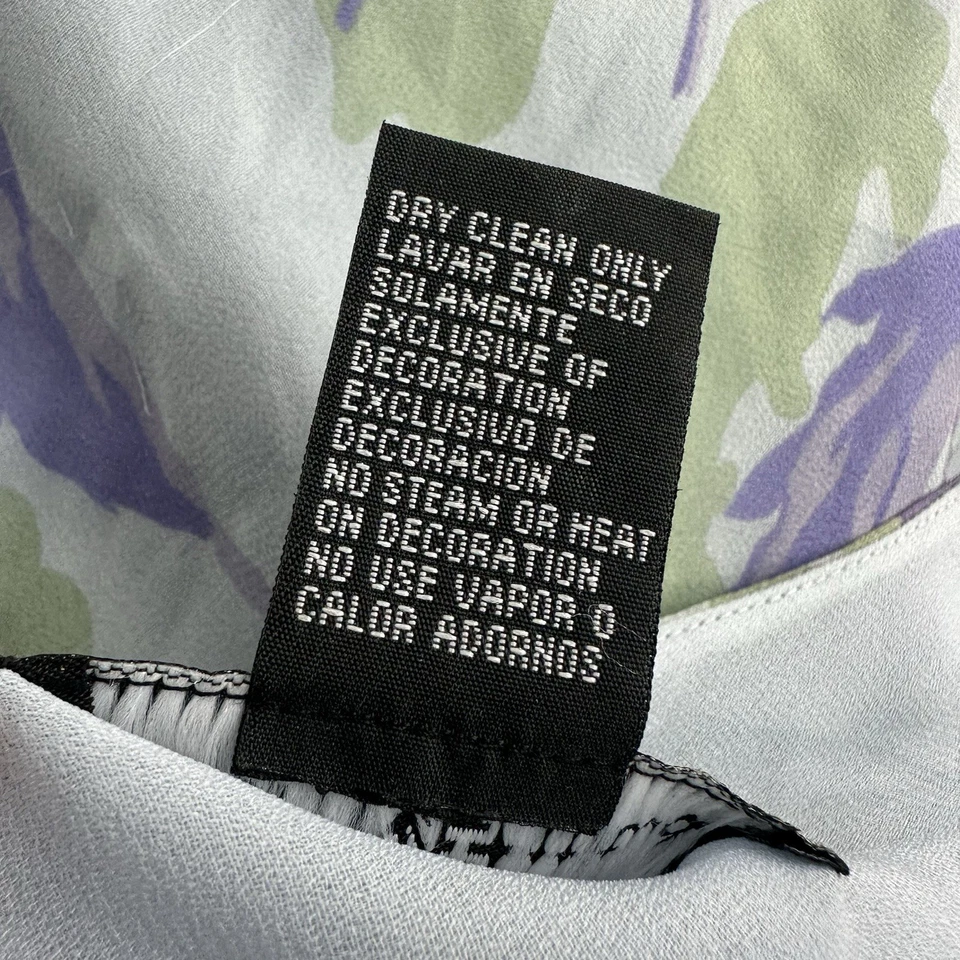 DRY CLEAN ONLY
LAVAR EN SECO
SOLAMENTE
EXCLUSIVE OF
DECORATION
EXCLUSIVO DE
DECORACION
NO STEAM OR HEAT
ON DECORATION
NO USE VAPOR O
CALOR ADORNOS